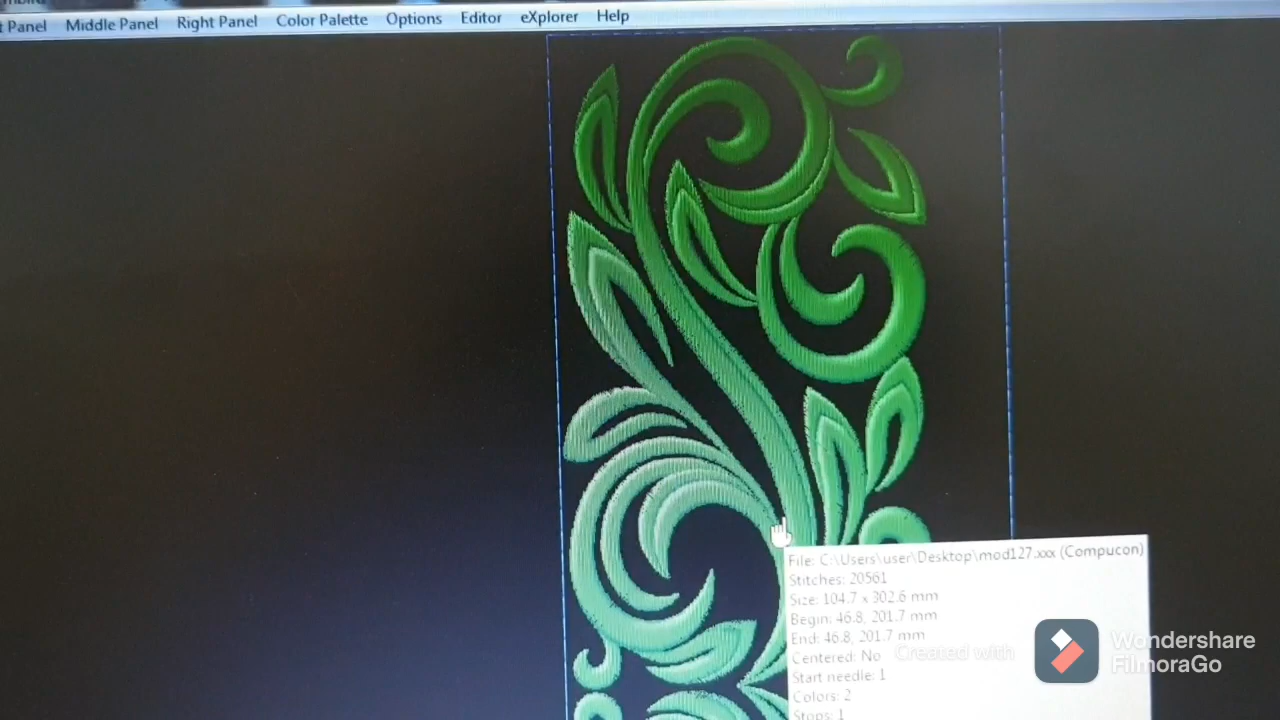 Panel Middle Panel Right Panel Color Palette Options Editor eXplorer Help
File: C:\Users\user\Desktop\mod127.xxx (Compucon)
Stitches: 20561
Size: 104.7 x 302.6 mm
Begin: 46.8, 201.7 mm
End: 46.8, 201.7 mm
Centered: No
Start needle: 1
Colors: 2
Stops: 1
Created with
Wondershare
FilmoraGo